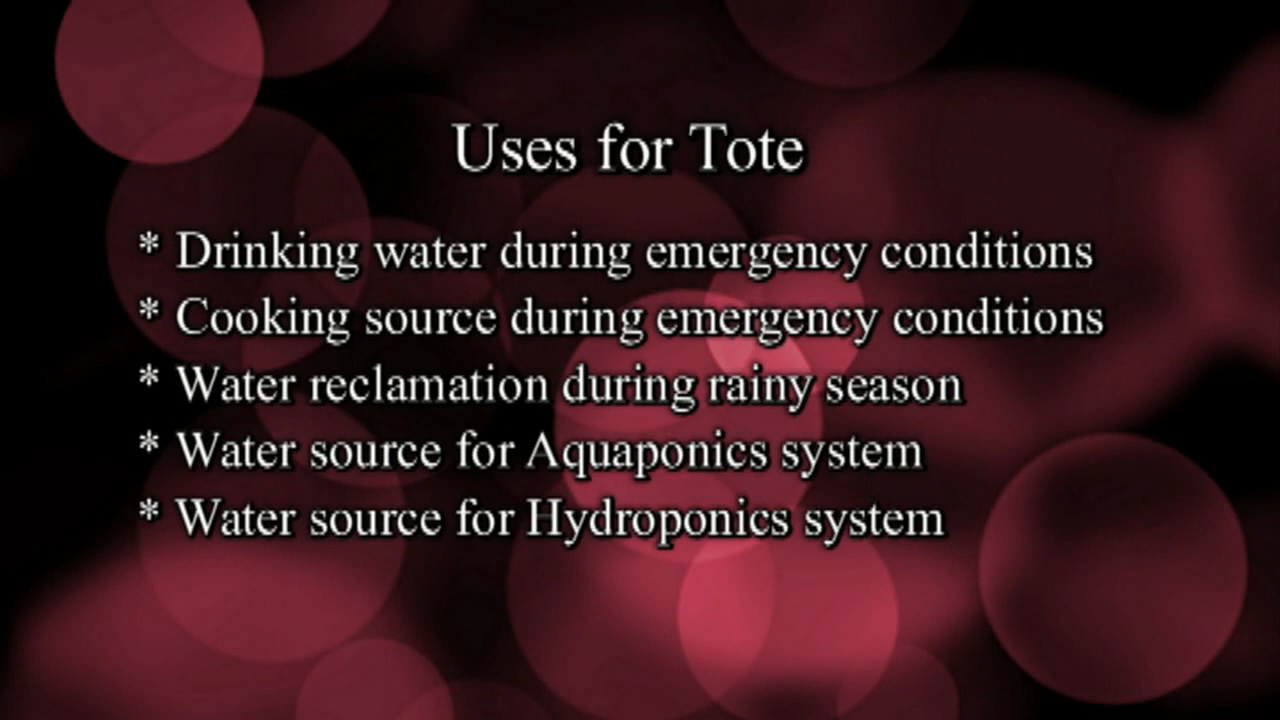 Uses for Tote
* Drinking water during emergency conditions
* Cooking source during emergency conditions
* Water reclamation during rainy season
* Water source for Aquaponics system
* Water source for Hydroponics system